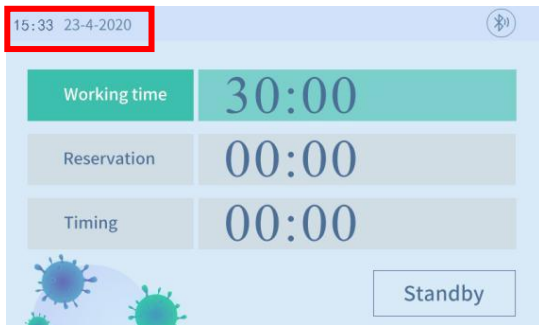 15:33 23-4-2020
Working time 30:00
Reservation 00:00
Timing 00:00
Standby